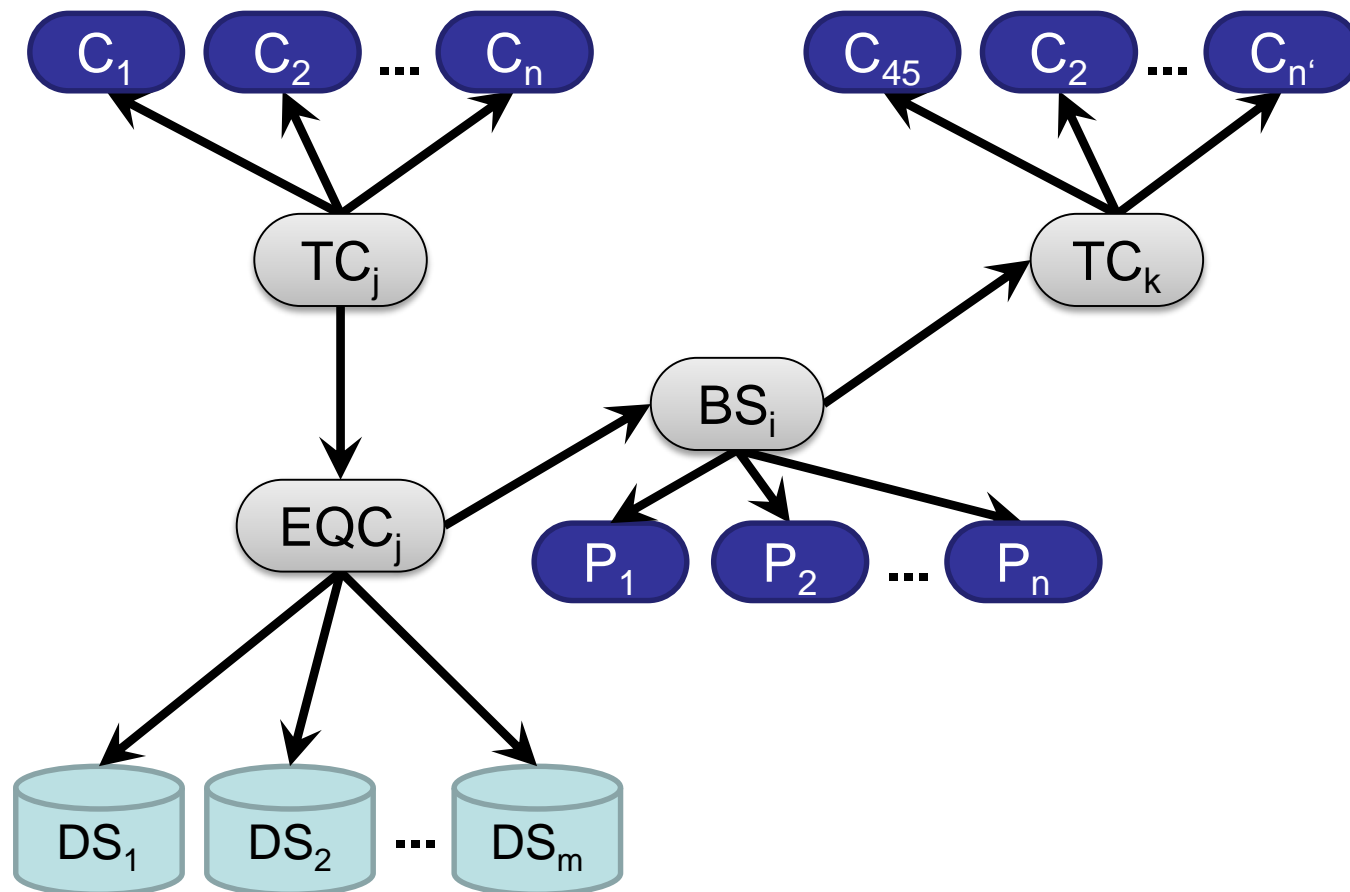 C₁ C₂ .... Cₙ C₄₅ C₂ .... Cₙ‘
TCⱼ TCₖ
BSᵢ
EQCⱼ
P₁ P₂ .... Pₙ
DS₁ DS₂ .... DSₘ